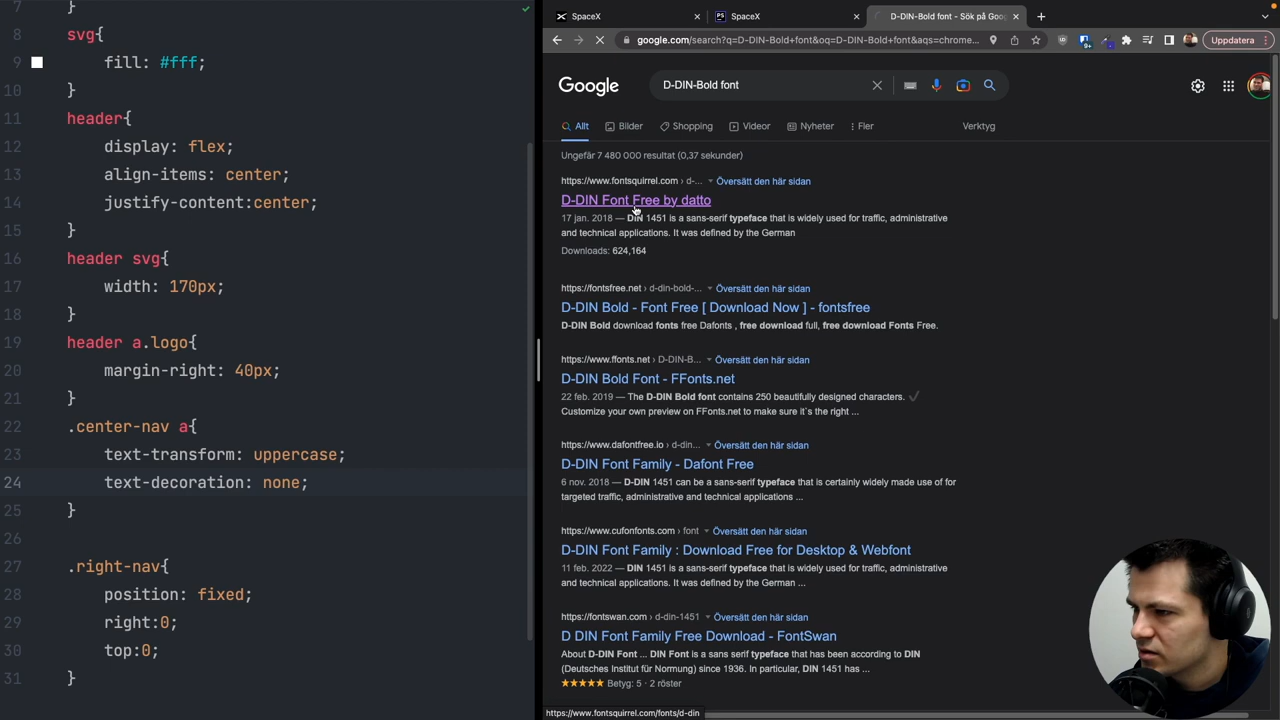 7
}
8
svg{
9
fill: #fff;
10
}
11
header{
12
display: flex;
13
align-items: center;
14
justify-content:center;
15
}
16
header svg{
17
width: 170px;
18
}
19
header a.logo{
20
margin-right: 40px;
21
}
22
.center-nav a{
23
text-transform: uppercase;
24
text-decoration: none;
25
}
26
27
.right-nav{
28
position: fixed;
29
right:0;
30
top:0;
31
}
SpaceX
PS
SpaceX
D-DIN-Bold font - Sök på Goo
google.com/search?q=D-DIN-Bold+font&oq=D-DIN-Bold+font&aqs=chrome...
Uppdatera
Google
D-DIN-Bold font
Allt
Bilder
Shopping
Videor
Nyheter
Fler
Verktyg
Ungefär 7 480 000 resultat (0,37 sekunder)
https://www.fontsquirrel.com › d-...
Översätt den här sidan
D-DIN Font Free by datto
17 jan. 2018 — DIN 1451 is a sans-serif typeface that is widely used for traffic, administrative
and technical applications. It was defined by the German
Downloads: 624,164
https://fontsfree.net › d-din-bold-...
Översätt den här sidan
D-DIN Bold - Font Free [ Download Now ] - fontsfree
D-DIN Bold download fonts free Dafonts , free download full, free download Fonts Free.
https://www.ffonts.net › D-DIN-B...
Översätt den här sidan
D-DIN Bold Font - FFonts.net
22 feb. 2019 — The D-DIN Bold font contains 250 beautifully designed characters. ✓
Customize your own preview on FFonts.net to make sure it`s the right ...
https://www.dafontfree.io › d-din...
Översätt den här sidan
D-DIN Font Family - Dafont Free
6 nov. 2018 — D-DIN 1451 can be a sans-serif typeface that is certainly widely made use of for
targeted traffic, administrative and technical applications ...
https://www.cufonfonts.com › font
Översätt den här sidan
D-DIN Font Family : Download Free for Desktop & Webfont
11 feb. 2022 — DIN 1451 is a sans-serif typeface that is widely used for traffic, administrative
and technical applications. It was defined by the German ...
https://fontswan.com › d-din-1451
Översätt den här sidan
D DIN Font Family Free Download - FontSwan
About D-DIN Font ... DIN Font is a sans serif typeface that has been according to DIN
(Deutsches Institut für Normung) since 1936. In particular, DIN 1451 has ...
★★★★★ Betyg: 5 · 2 röster
https://www.fontsquirrel.com/fonts/d-din